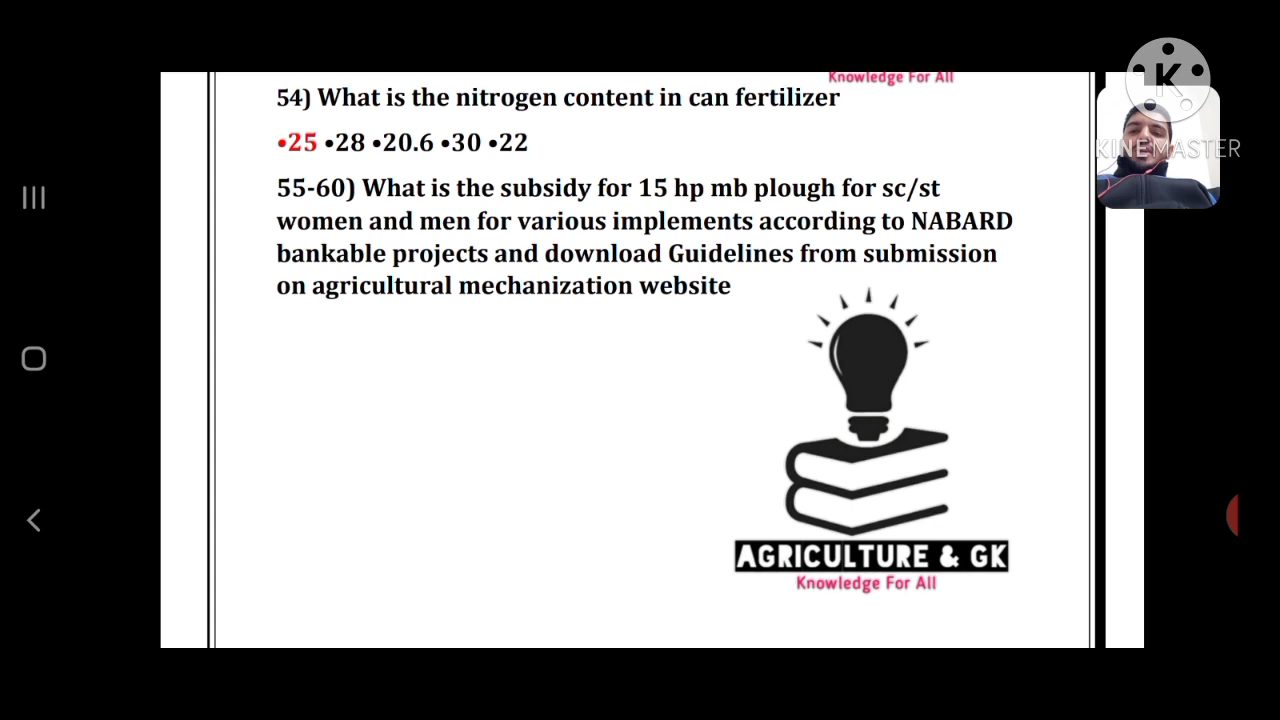 Knowledge For All
54) What is the nitrogen content in can fertilizer
•25 •28 •20.6 •30 •22
55-60) What is the subsidy for 15 hp mb plough for sc/st
women and men for various implements according to NABARD
bankable projects and download Guidelines from submission
on agricultural mechanization website
AGRICULTURE & GK
Knowledge For All
K
KINEMASTER